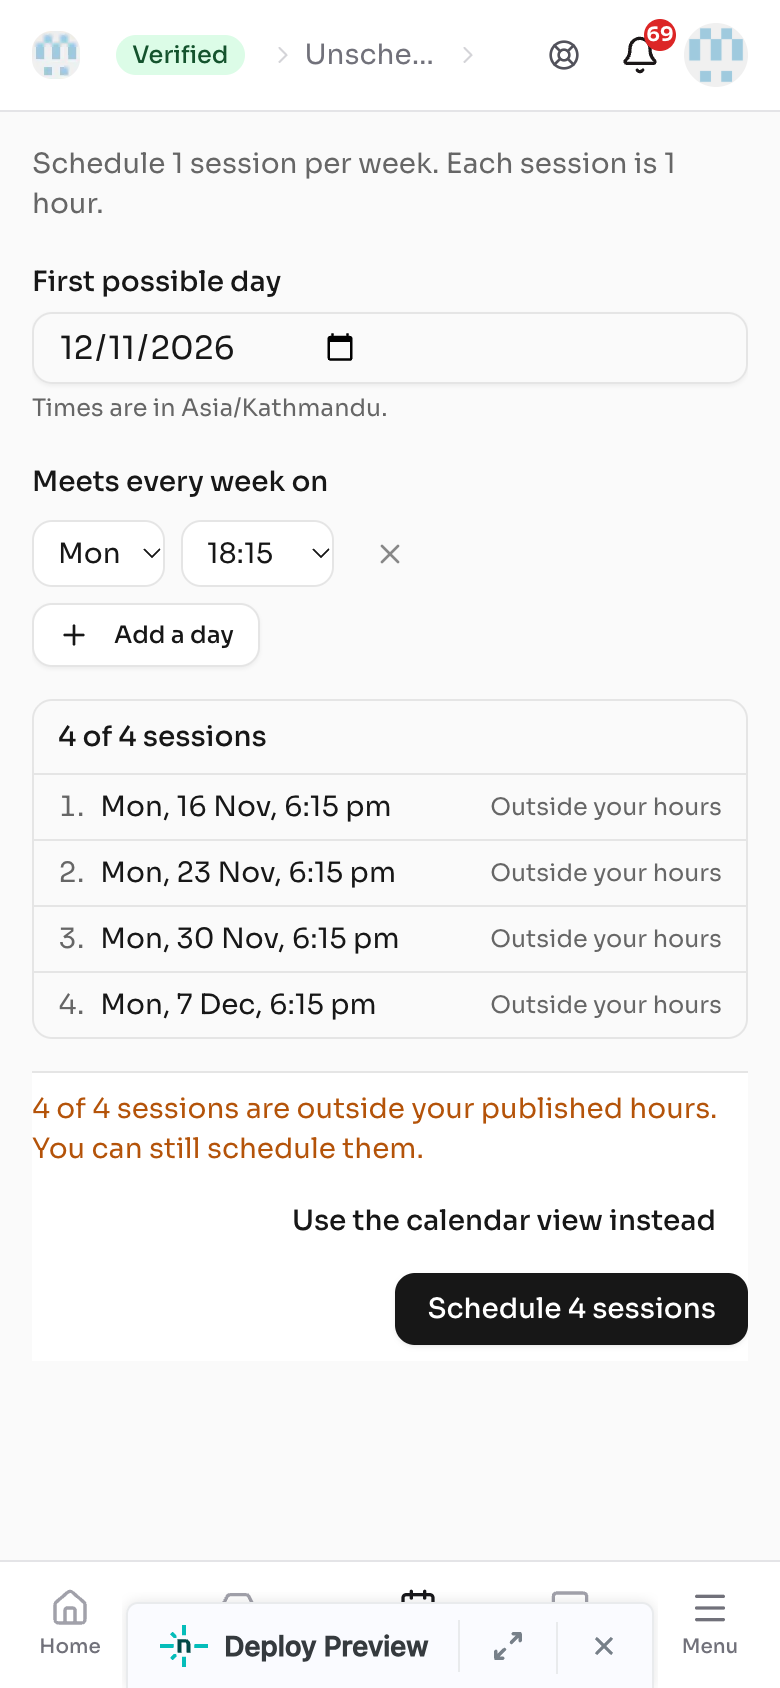 Verified
Unsche...
69
Schedule 1 session per week. Each session is 1
hour.
First possible day
12/11/2026
Times are in Asia/Kathmandu.
Meets every week on
Mon
18:15
Add a day
4 of 4 sessions
1. Mon, 16 Nov, 6:15 pm Outside your hours
2. Mon, 23 Nov, 6:15 pm Outside your hours
3. Mon, 30 Nov, 6:15 pm Outside your hours
4. Mon, 7 Dec, 6:15 pm Outside your hours
4 of 4 sessions are outside your published hours.
You can still schedule them.
Use the calendar view instead
Schedule 4 sessions
Home
n Deploy Preview
Menu